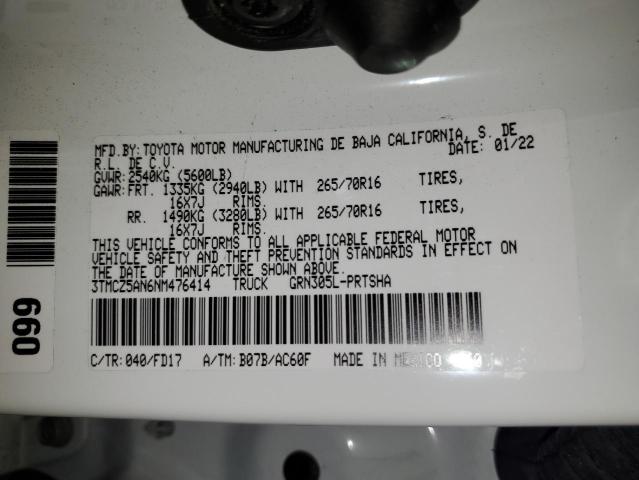 MFD.BY:TOYOTA MOTOR MANUFACTURING DE BAJA CALIFORNIA, S. DE
R.L. DE C.V. DATE: 01/22
GVWR:2540KG (5600LB)
GAWR:FRT. 1335KG (2940LB) WITH 265/70R16 TIRES,
16X7J RIMS.
RR. 1490KG (3280LB) WITH 265/70R16 TIRES,
16X7J RIMS.
THIS VEHICLE CONFORMS TO ALL APPLICABLE FEDERAL MOTOR
VEHICLE SAFETY AND THEFT PREVENTION STANDARDS IN EFFECT ON
THE DATE OF MANUFACTURE SHOWN ABOVE.
3TMCZ5AN6NM476414 TRUCK GRN305L-PRTSHA
C/TR:040/FD17 A/TM:B07B/AC60F MADE IN MEXICO
660